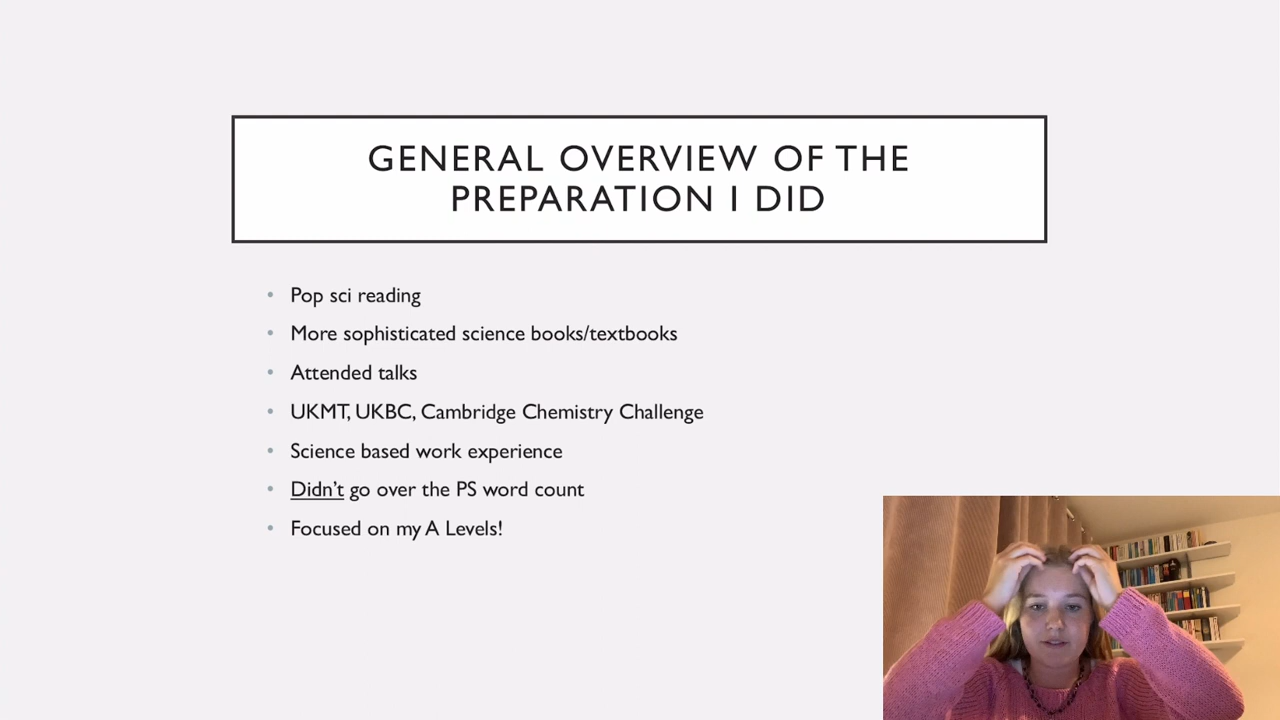 GENERAL OVERVIEW OF THE
PREPARATION I DID
• Pop sci reading
• More sophisticated science books/textbooks
• Attended talks
• UKMT, UKBC, Cambridge Chemistry Challenge
• Science based work experience
• Didn't go over the PS word count
• Focused on my A Levels!